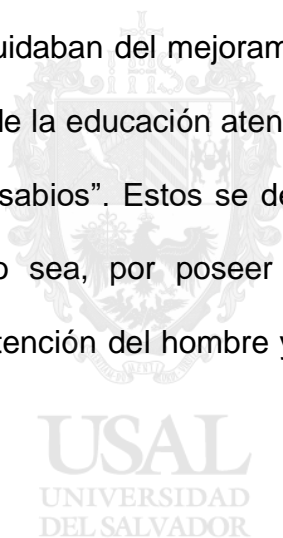 uidaban del mejoram
de la educación aten
sabios”. Estos se de
o sea, por poseer
tención del hombre y
USAL
UNIVERSIDAD
DEL SALVADOR